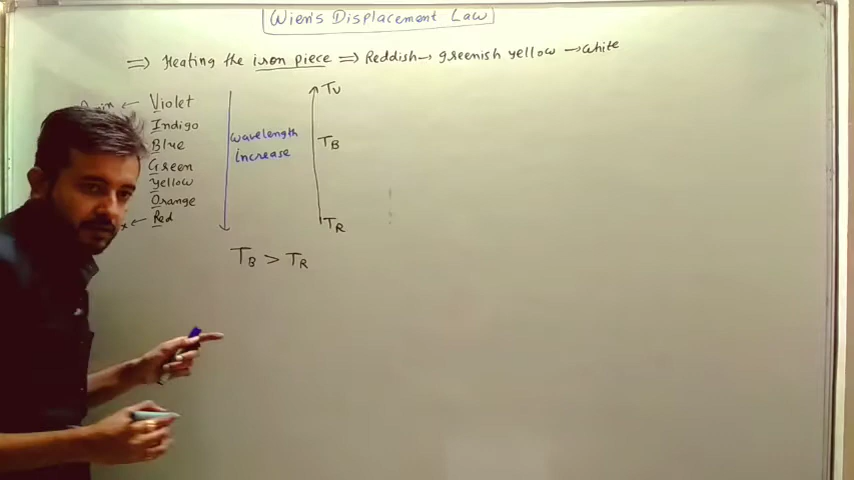 Wien's Displacement Law
⇒ Heating the iron piece ⇒ Reddish → greenish yellow → white
← Violet
Indigo
Blue
Green
Yellow
Orange
← Red
wavelength
increase
TV
TB
TR
TB > TR